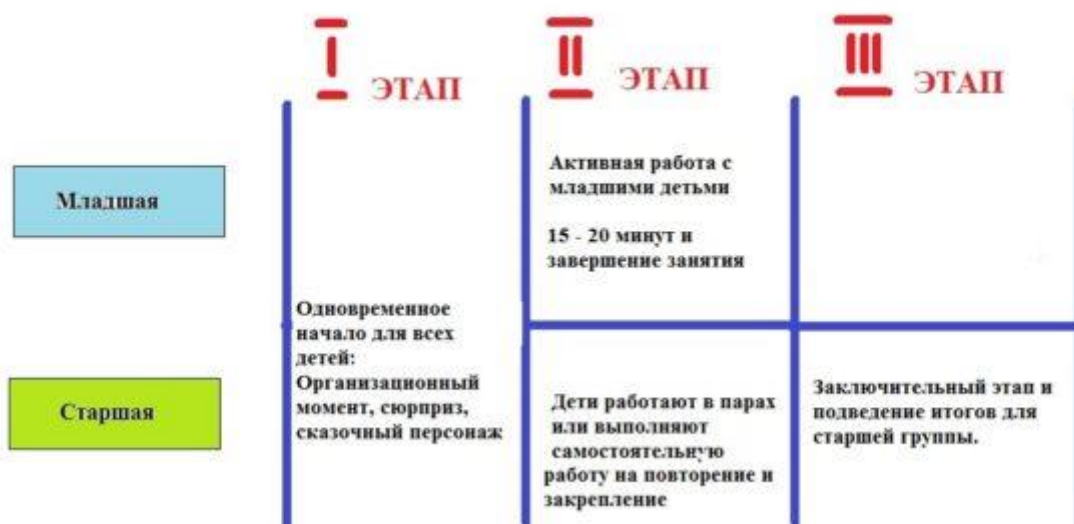 I ЭТАП
II ЭТАП
III ЭТАП
Младшая
Активная работа с
младшими детьми
15 - 20 минут и
завершение занятия
Старшая
Одновременное
начало для всех
детей:
Организационный
момент, сюрприз,
сказочный персонаж
Дети работают в парах
или выполняют
самостоятельную
работу на повторение и
закрепление
Заключительный этап и
подведение итогов для
старшей группы.